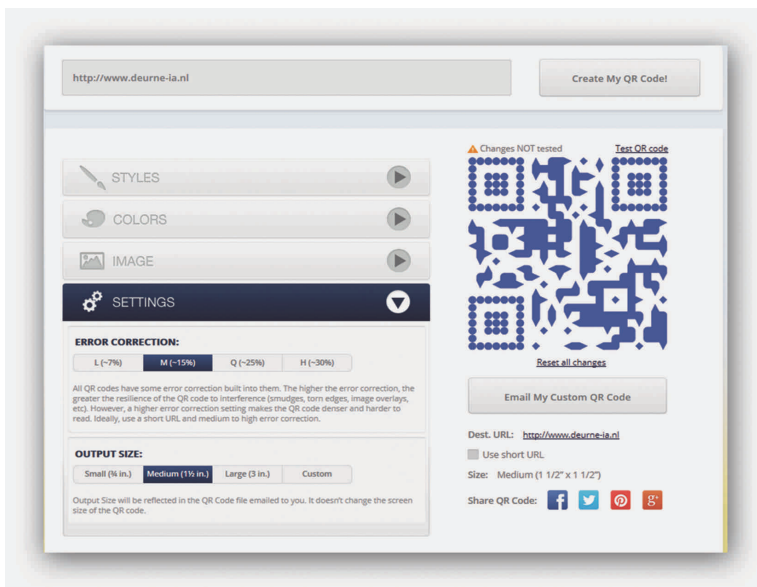 http://www.deurne-ia.nl
Create My QR Code!
STYLES
COLORS
IMAGE
SETTINGS
ERROR CORRECTION:
L (~7%) M (~15%) Q (~25%) H (~30%)
All QR codes have some error correction built into them. The higher the error correction, the
greater the resilience of the QR code to interference (smudges, torn edges, image overlays,
etc). However, a higher error correction setting makes the QR code denser and harder to
read. Ideally, use a short URL and medium to high error correction.
OUTPUT SIZE:
Small (¾ in.) Medium (1½ in.) Large (3 in.) Custom
Output Size will be reflected in the QR Code file emailed to you. It doesn't change the screen
size of the QR code.
Changes NOT tested Test QR code
Reset all changes
Email My Custom QR Code
Dest. URL: http://www.deurne-ia.nl
Use short URL
Size: Medium (1 1/2" x 1 1/2")
Share QR Code: f g+